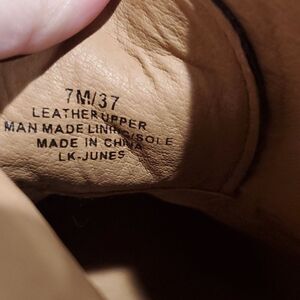 7M/37
LEATHER UPPER
MAN MADE LINING/SOLE
MADE IN CHINA
LK-JUNES